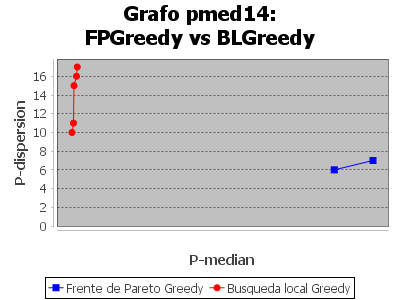 Grafo pmed14:
FPGreedy vs BLGreedy
P-dispersion
16
14
12
10
8
6
4
2
0
P-median
Frente de Pareto Greedy
Busqueda local Greedy